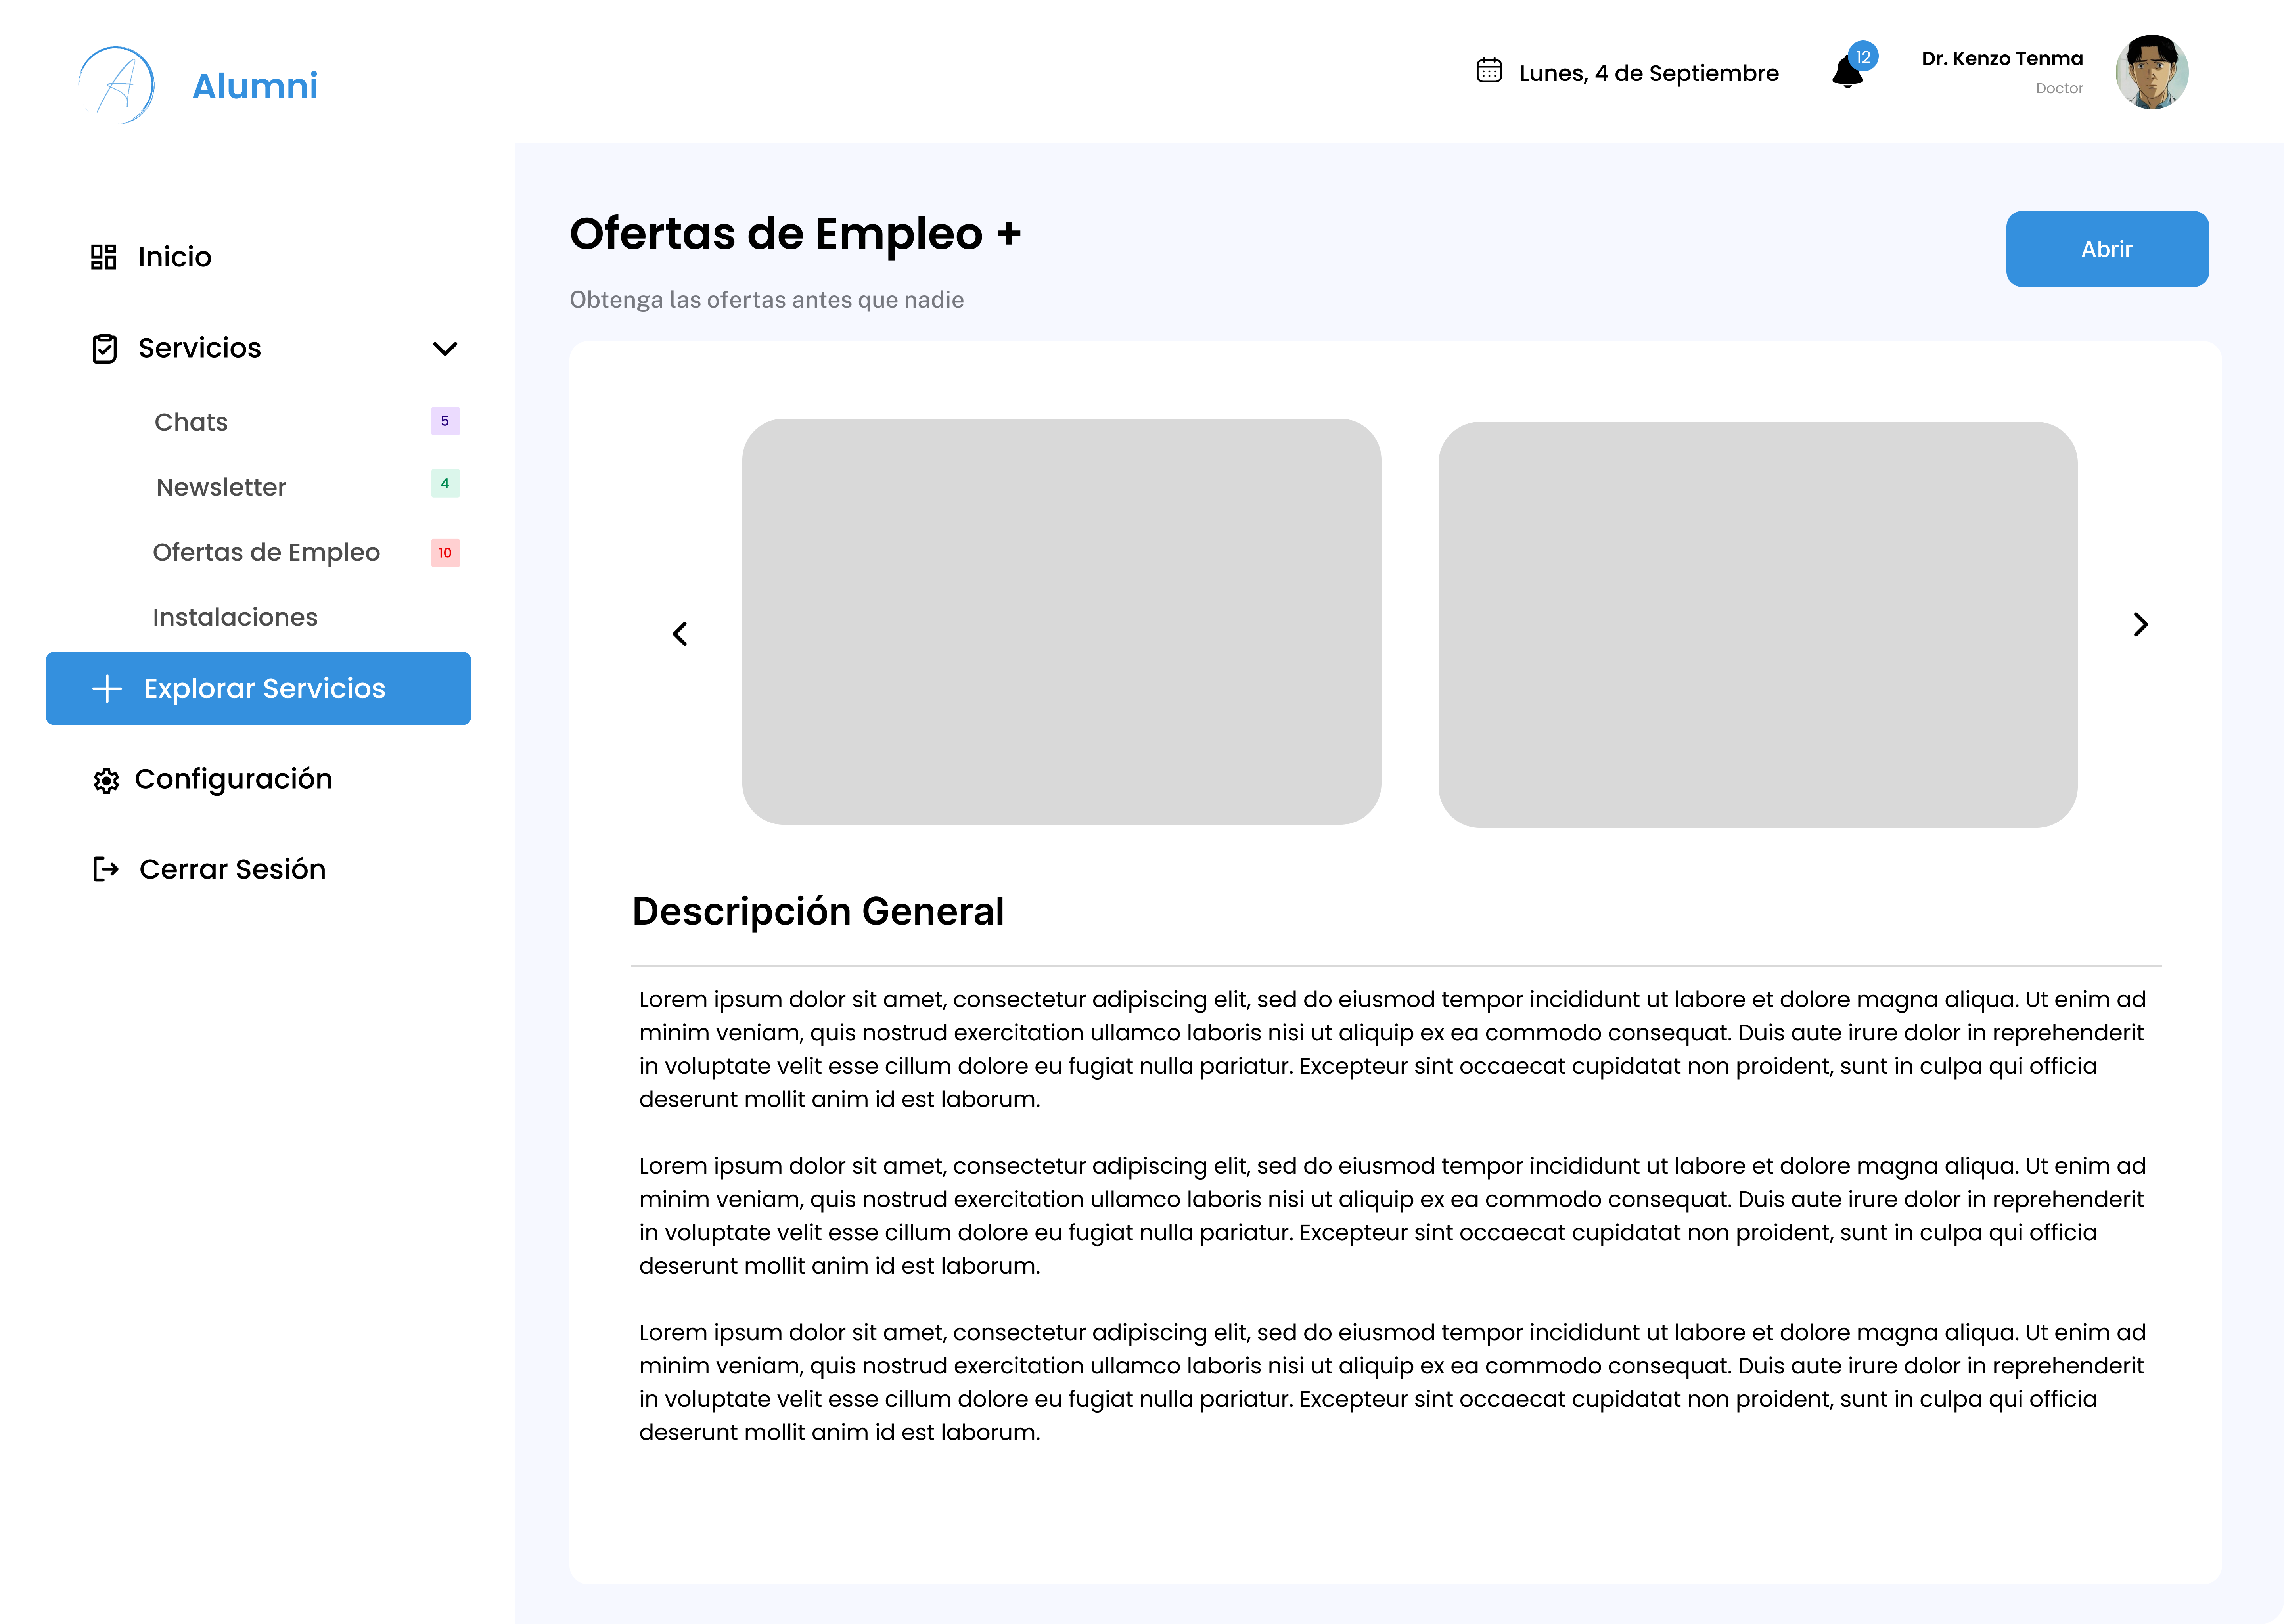 Alumni
Lunes, 4 de Septiembre
12
Dr. Kenzo Tenma
Doctor
Inicio
Servicios
Chats
5
Newsletter
4
Ofertas de Empleo
10
Instalaciones
Explorar Servicios
Configuración
Cerrar Sesión
Ofertas de Empleo +
Abrir
Obtenga las ofertas antes que nadie
Descripción General
Lorem ipsum dolor sit amet, consectetur adipiscing elit, sed do eiusmod tempor incididunt ut labore et dolore magna aliqua. Ut enim ad
minim veniam, quis nostrud exercitation ullamco laboris nisi ut aliquip ex ea commodo consequat. Duis aute irure dolor in reprehenderit
in voluptate velit esse cillum dolore eu fugiat nulla pariatur. Excepteur sint occaecat cupidatat non proident, sunt in culpa qui officia
deserunt mollit anim id est laborum.
Lorem ipsum dolor sit amet, consectetur adipiscing elit, sed do eiusmod tempor incididunt ut labore et dolore magna aliqua. Ut enim ad
minim veniam, quis nostrud exercitation ullamco laboris nisi ut aliquip ex ea commodo consequat. Duis aute irure dolor in reprehenderit
in voluptate velit esse cillum dolore eu fugiat nulla pariatur. Excepteur sint occaecat cupidatat non proident, sunt in culpa qui officia
deserunt mollit anim id est laborum.
Lorem ipsum dolor sit amet, consectetur adipiscing elit, sed do eiusmod tempor incididunt ut labore et dolore magna aliqua. Ut enim ad
minim veniam, quis nostrud exercitation ullamco laboris nisi ut aliquip ex ea commodo consequat. Duis aute irure dolor in reprehenderit
in voluptate velit esse cillum dolore eu fugiat nulla pariatur. Excepteur sint occaecat cupidatat non proident, sunt in culpa qui officia
deserunt mollit anim id est laborum.